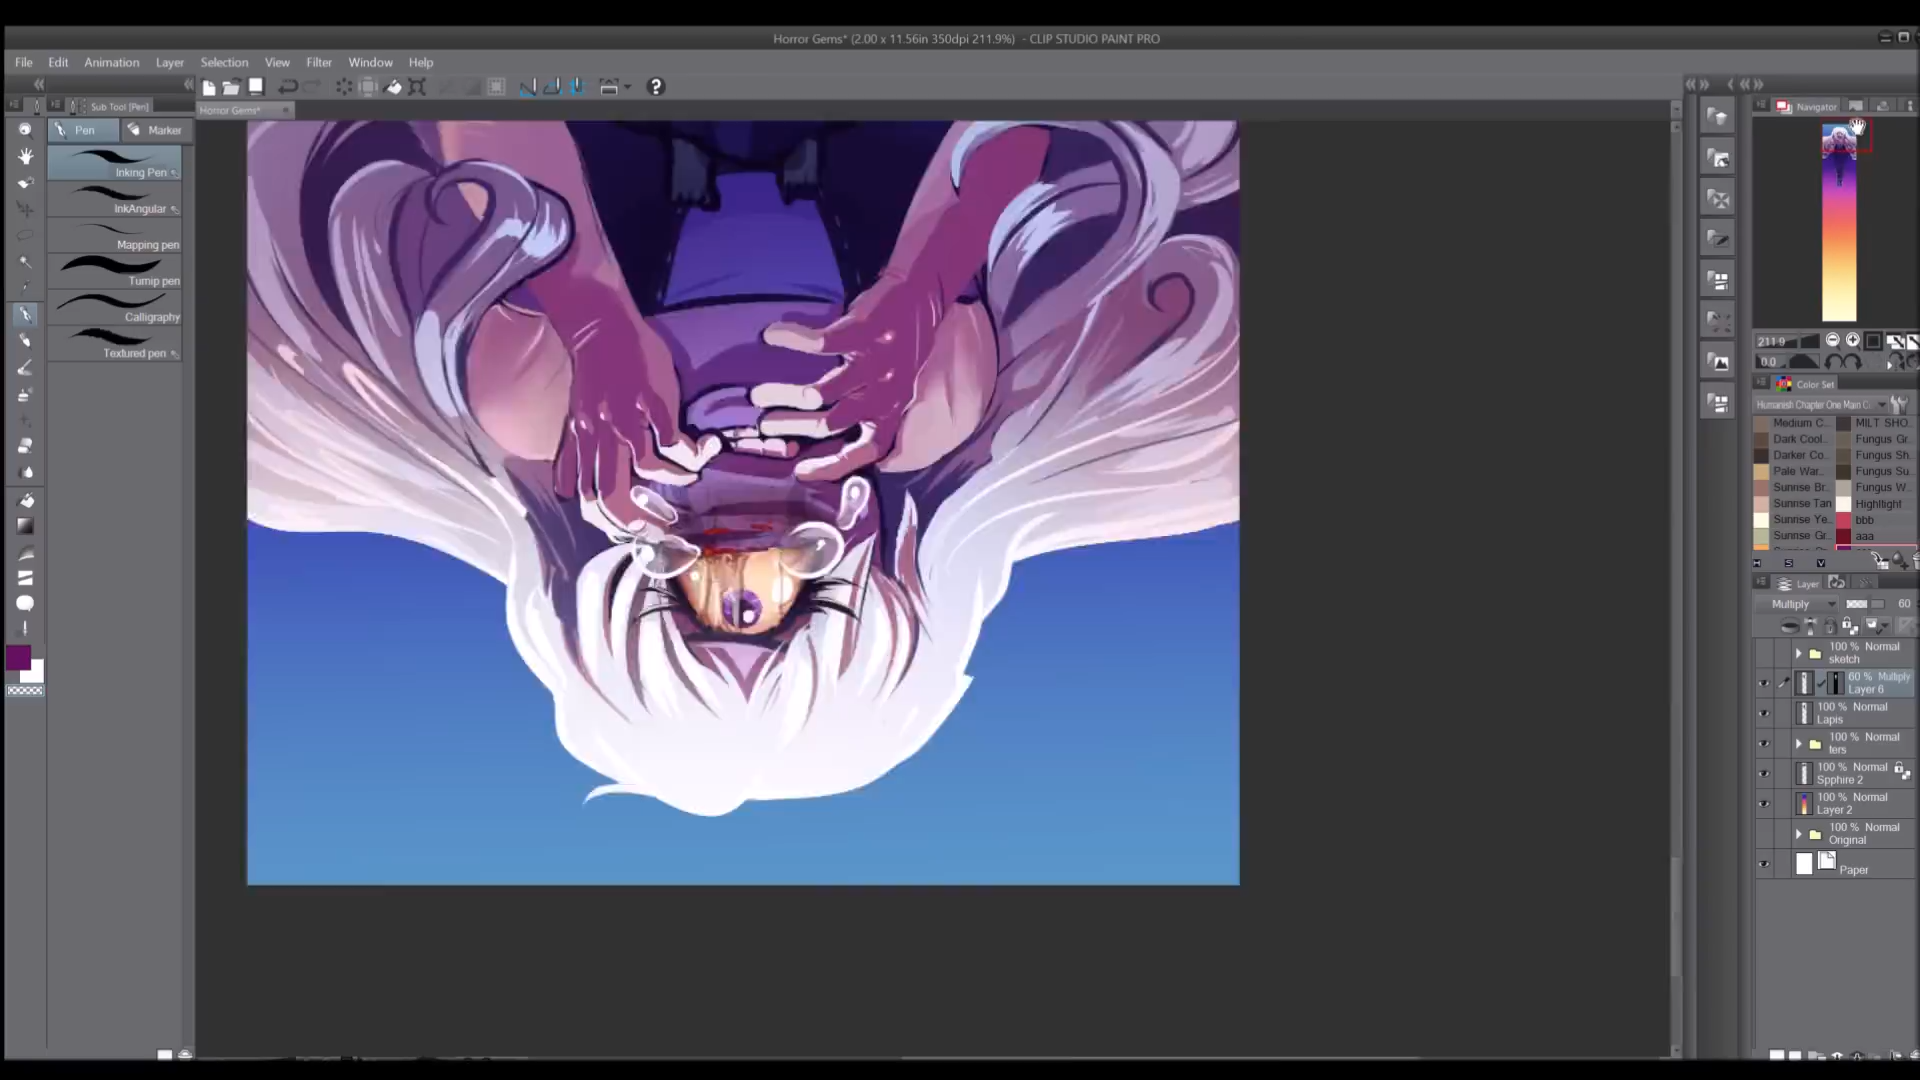 Horror Gems* (2.00 x 11.56in 350dpi 211.9%) - CLIP STUDIO PAINT PRO
File Edit Animation Layer Selection View Filter Window Help
Sub Tool [Pen]
Horror Gems*
Navigator
Pen Marker
Inking Pen
InkAngular
Mapping pen
Turnip pen
Calligraphy
Textured pen
211.9
0.0
Color Set
Humanish Chapter One Main C
Medium C... MILT SHO...
Dark Cool... Fungus Gr...
Darker Co... Fungus Sh...
Pale War... Fungus Su...
Sunrise Br... Fungus W...
Sunrise Tan Highltight
Sunrise Ye... bbb
Sunrise Gr... aaa
Layer
Multiply 60
100 % Normal
sketch
60 % Multiply
Layer 6
100 % Normal
Lapis
100 % Normal
ters
100 % Normal
Spphire 2
100 % Normal
Layer 2
100 % Normal
Original
Paper